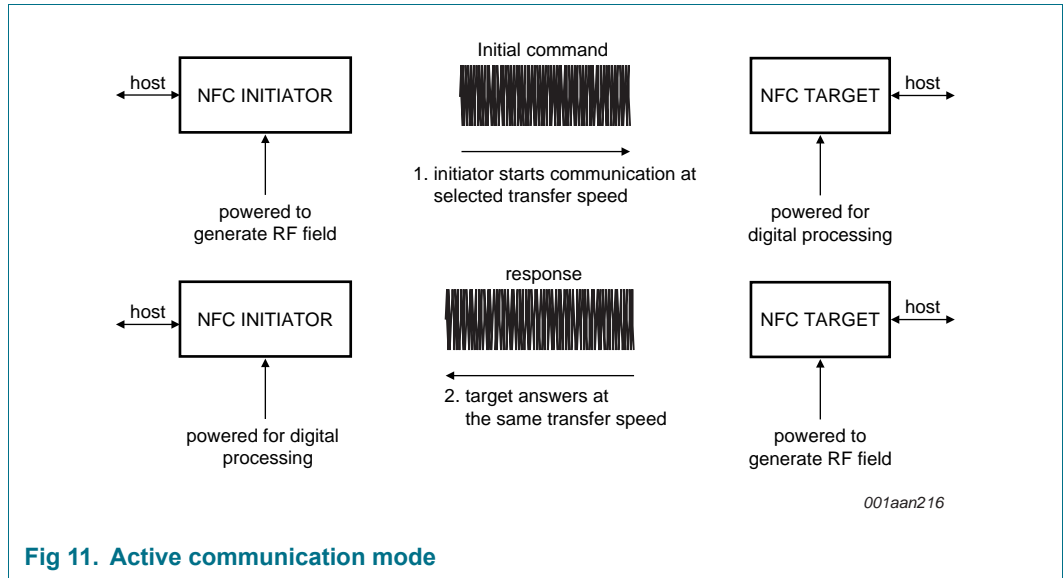 Initial command
host
NFC INITIATOR
NFC TARGET
host
1. initiator starts communication at
selected transfer speed
powered to
generate RF field
powered for
digital processing
response
host
NFC INITIATOR
NFC TARGET
host
2. target answers at
the same transfer speed
powered for digital
processing
powered to
generate RF field
001aan216
Fig 11. Active communication mode